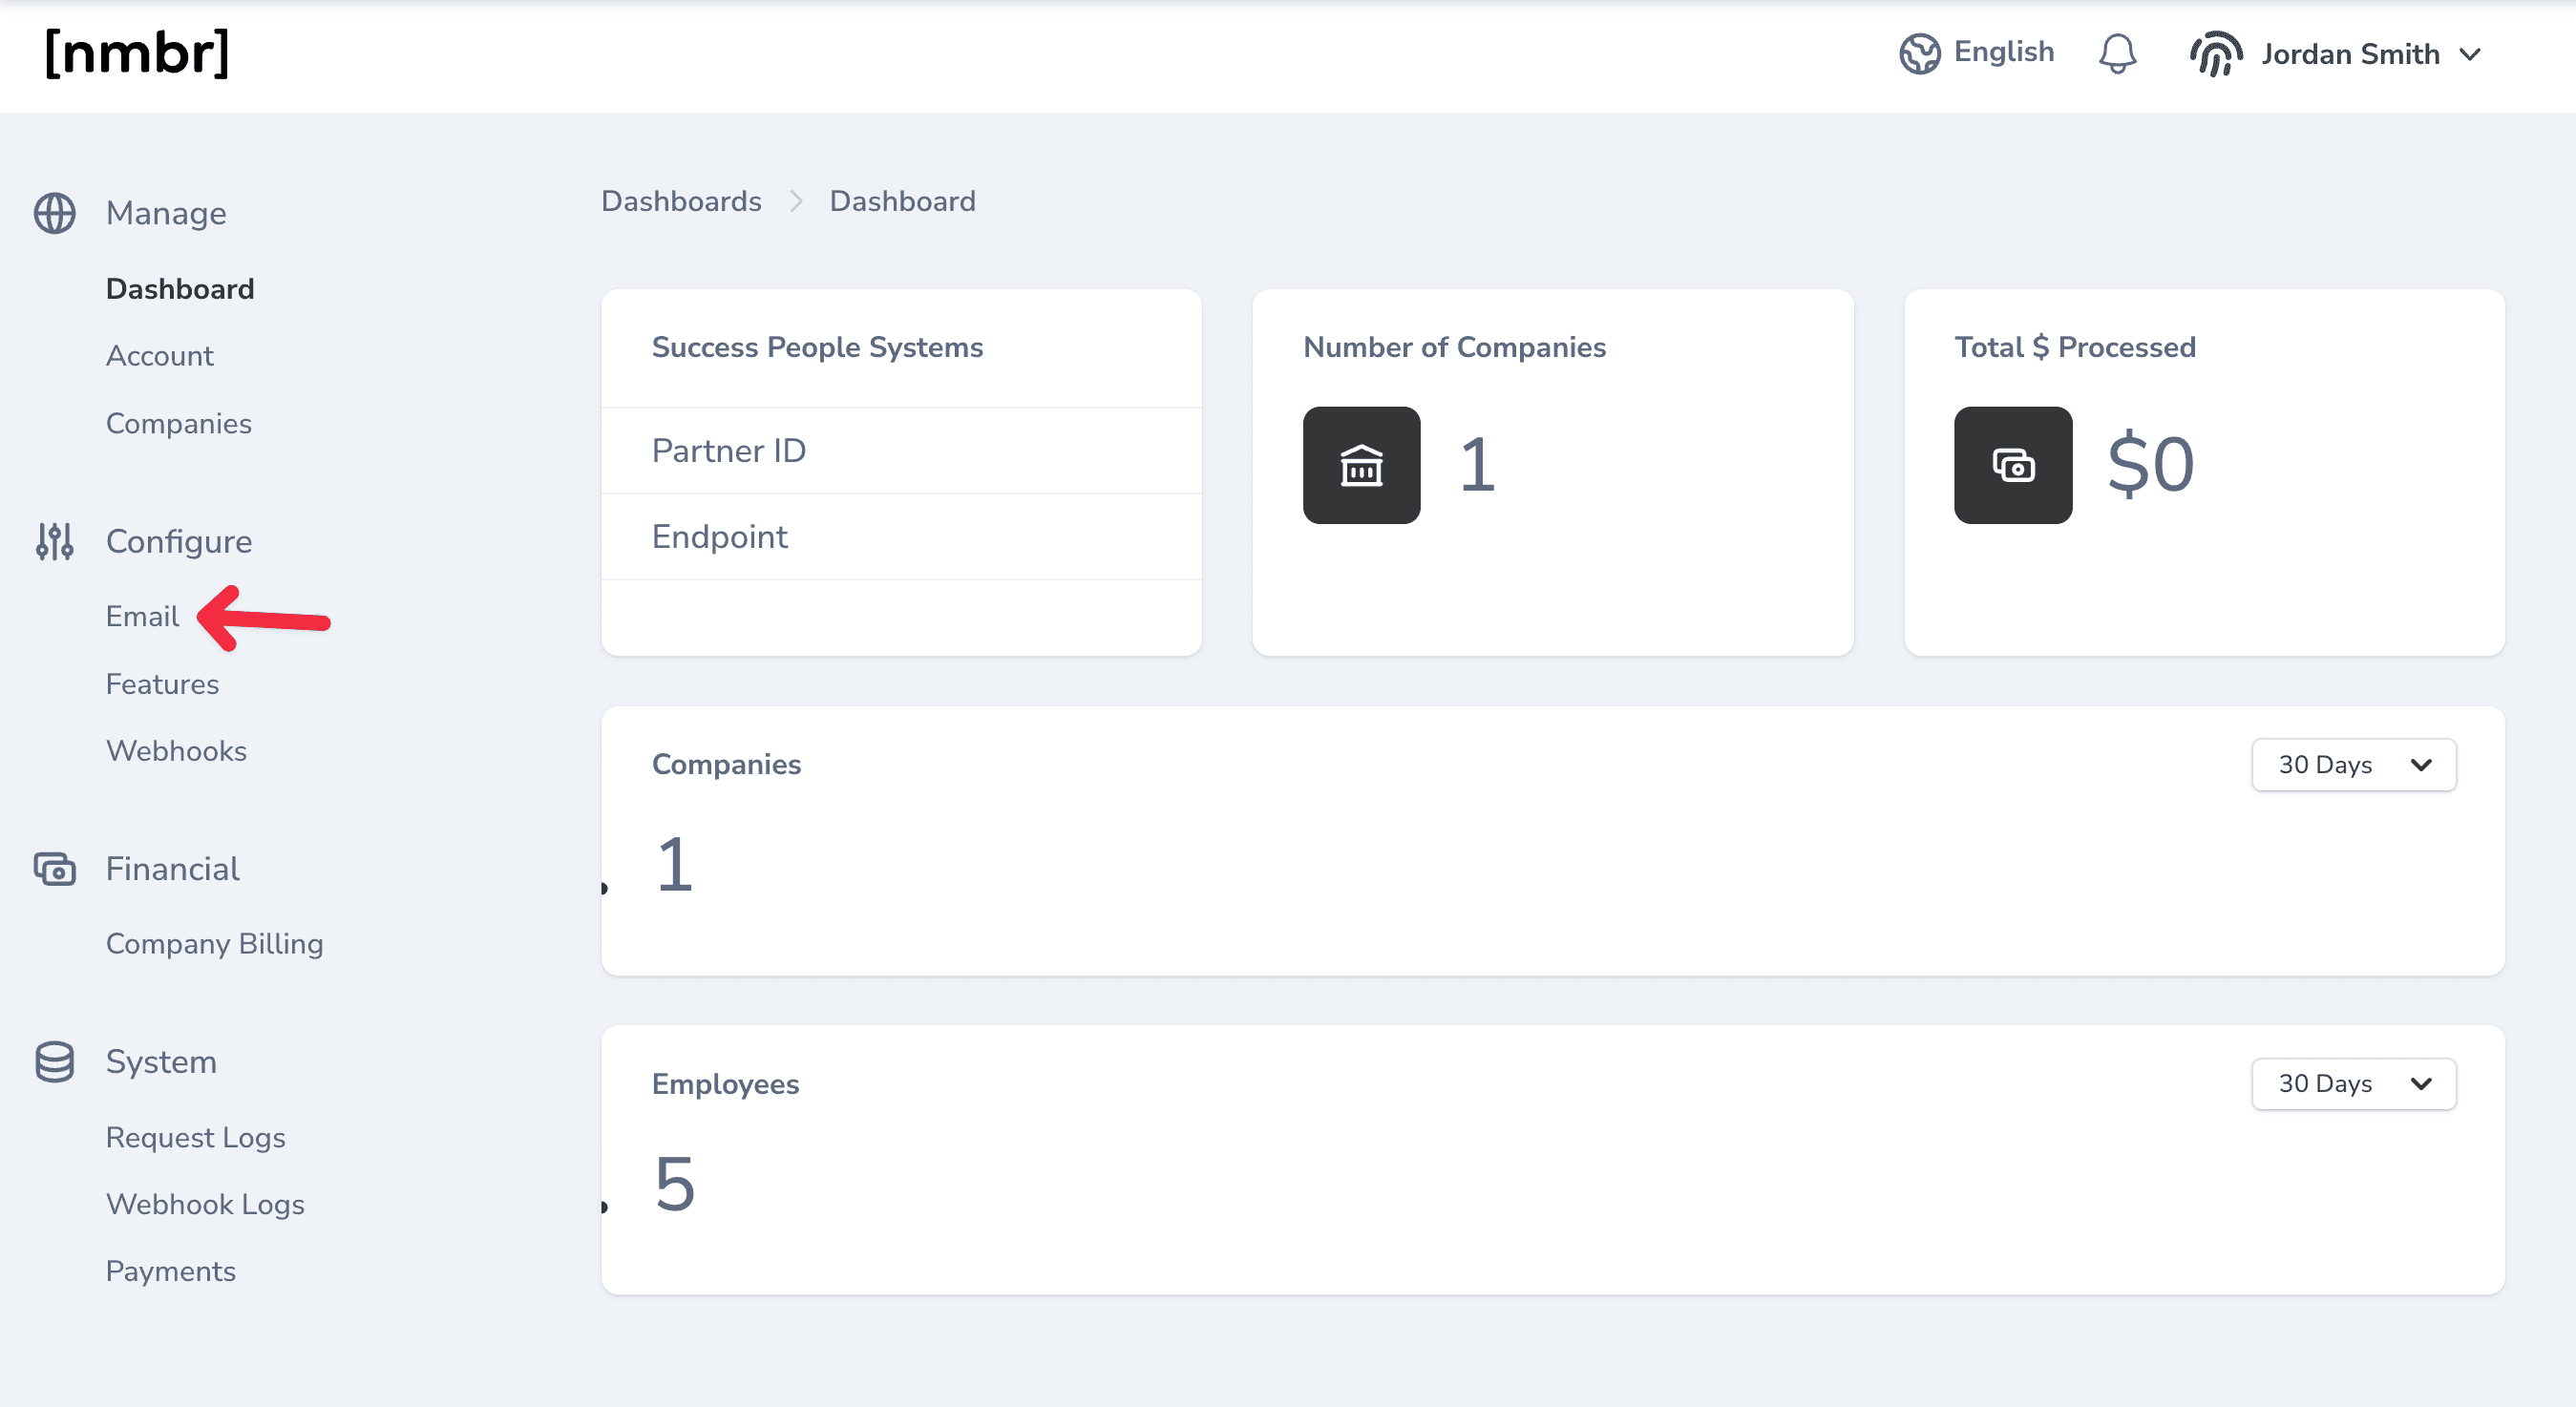 [nmbr]
English
Jordan Smith
Manage
Dashboard
Account
Companies
Configure
Email
Features
Webhooks
Financial
Company Billing
System
Request Logs
Webhook Logs
Payments
Dashboards
Dashboard
Success People Systems
Partner ID
Endpoint
Number of Companies
1
Total $ Processed
$0
Companies
30 Days
1
Employees
30 Days
5